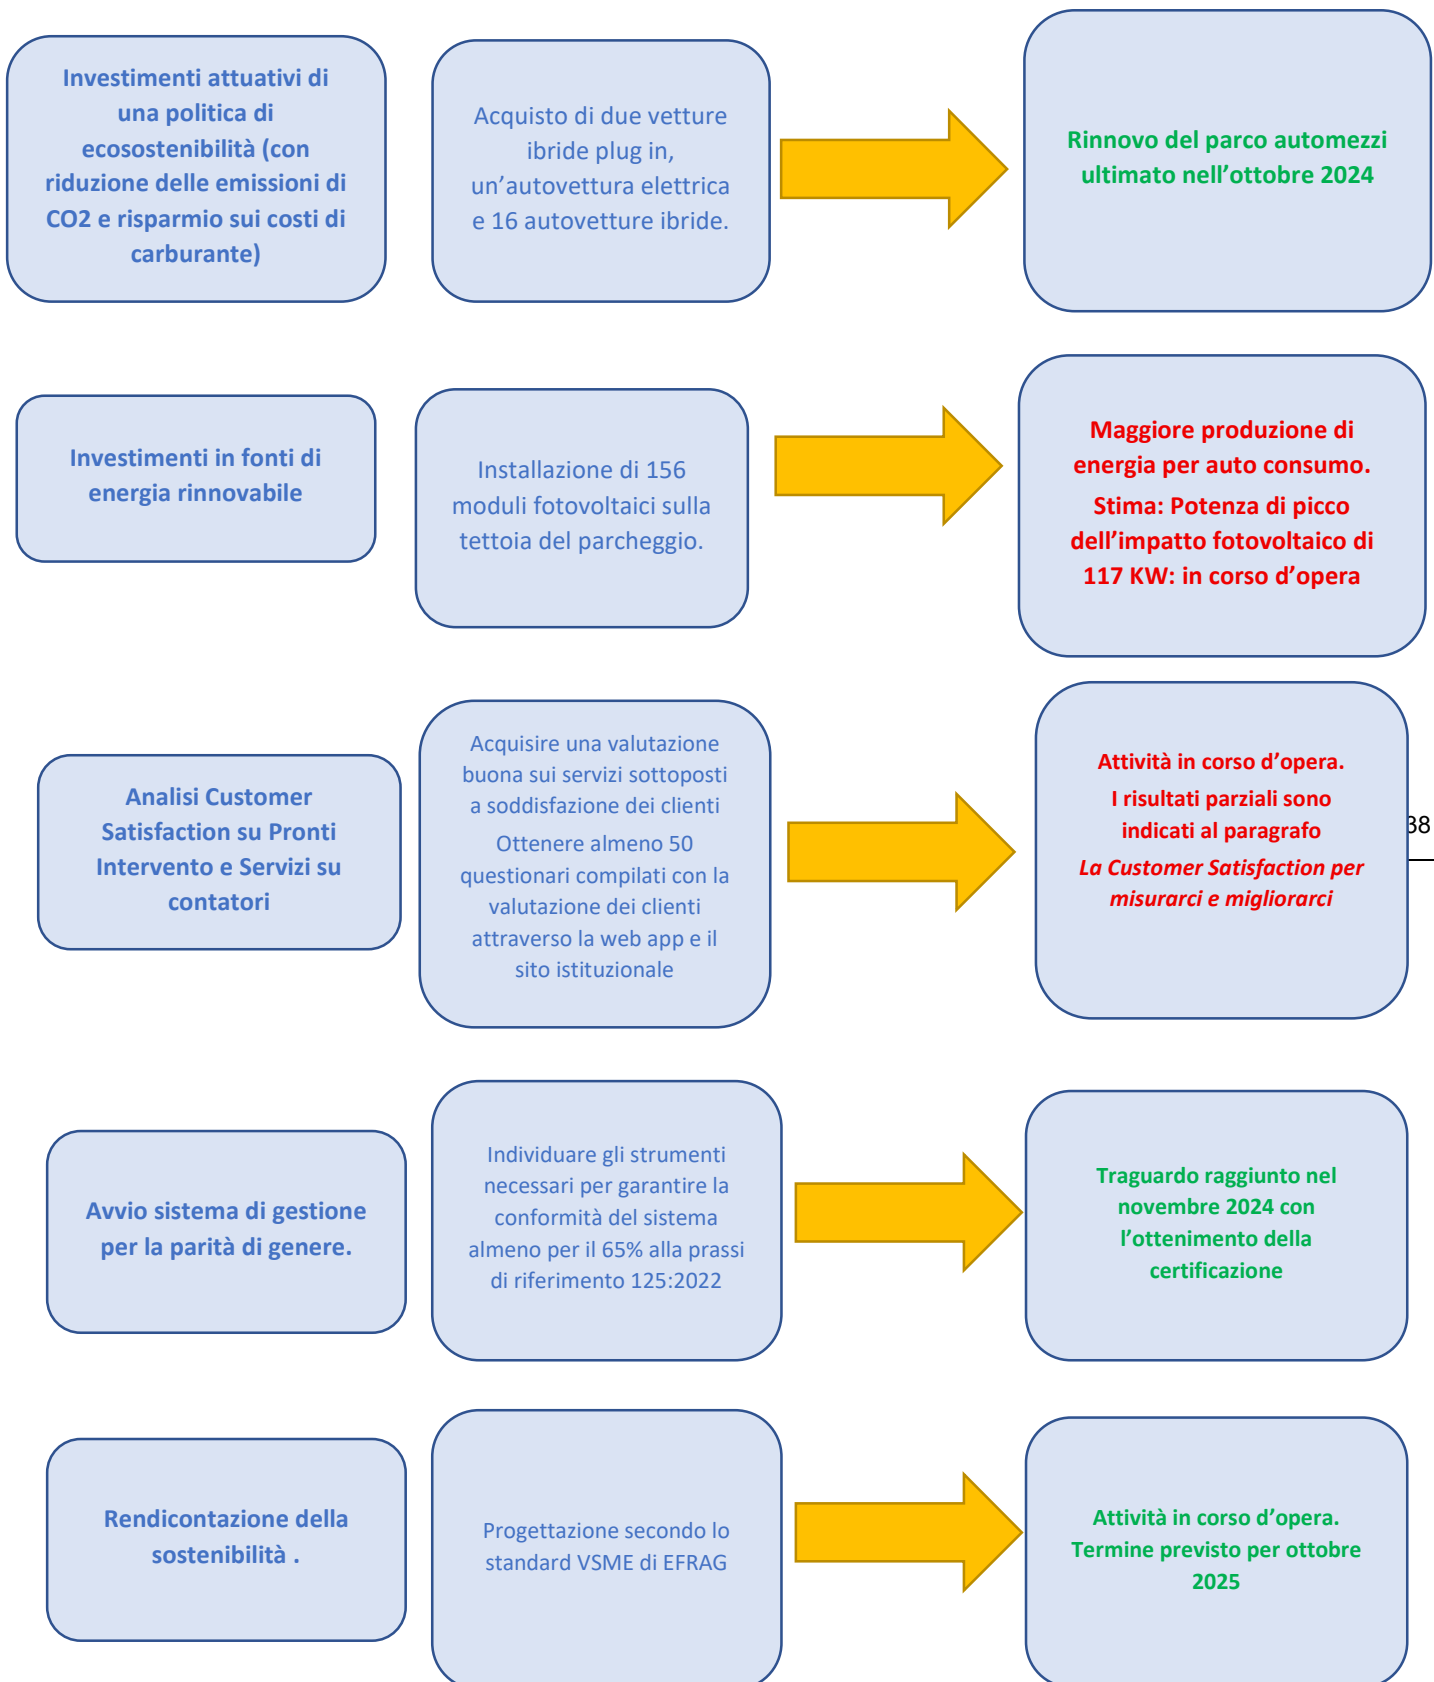 Investimenti attuativi di
una politica di
ecosostenibilità (con
riduzione delle emissioni di
CO2 e risparmio sui costi di
carburante)
Acquisto di due vetture
ibride plug in,
un’autovettura elettrica
e 16 autovetture ibride.
Rinnovo del parco automezzi
ultimato nell’ottobre 2024
Investimenti in fonti di
energia rinnovabile
Installazione di 156
moduli fotovoltaici sulla
tettoia del parcheggio.
Maggiore produzione di
energia per auto consumo.
Stima: Potenza di picco
dell’impatto fotovoltaico di
117 KW: in corso d’opera
Analisi Customer
Satisfaction su Pronti
Intervento e Servizi su
contatori
Acquisire una valutazione
buona sui servizi sottoposti
a soddisfazione dei clienti
Ottenere almeno 50
questionari compilati con la
valutazione dei clienti
attraverso la web app e il
sito istituzionale
Attività in corso d’opera.
I risultati parziali sono
indicati al paragrafo
La Customer Satisfaction per
misurarci e migliorarci
38
Avvio sistema di gestione
per la parità di genere.
Individuare gli strumenti
necessari per garantire la
conformità del sistema
almeno per il 65% alla prassi
di riferimento 125:2022
Traguardo raggiunto nel
novembre 2024 con
l’ottenimento della
certificazione
Rendicontazione della
sostenibilità .
Progettazione secondo lo
standard VSME di EFRAG
Attività in corso d’opera.
Termine previsto per ottobre
2025